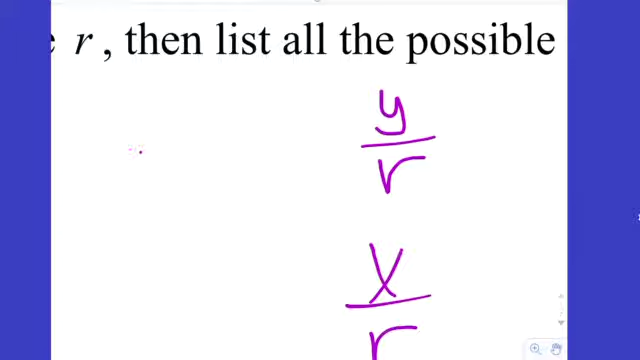 r, then list all the possible
y
r
x
r